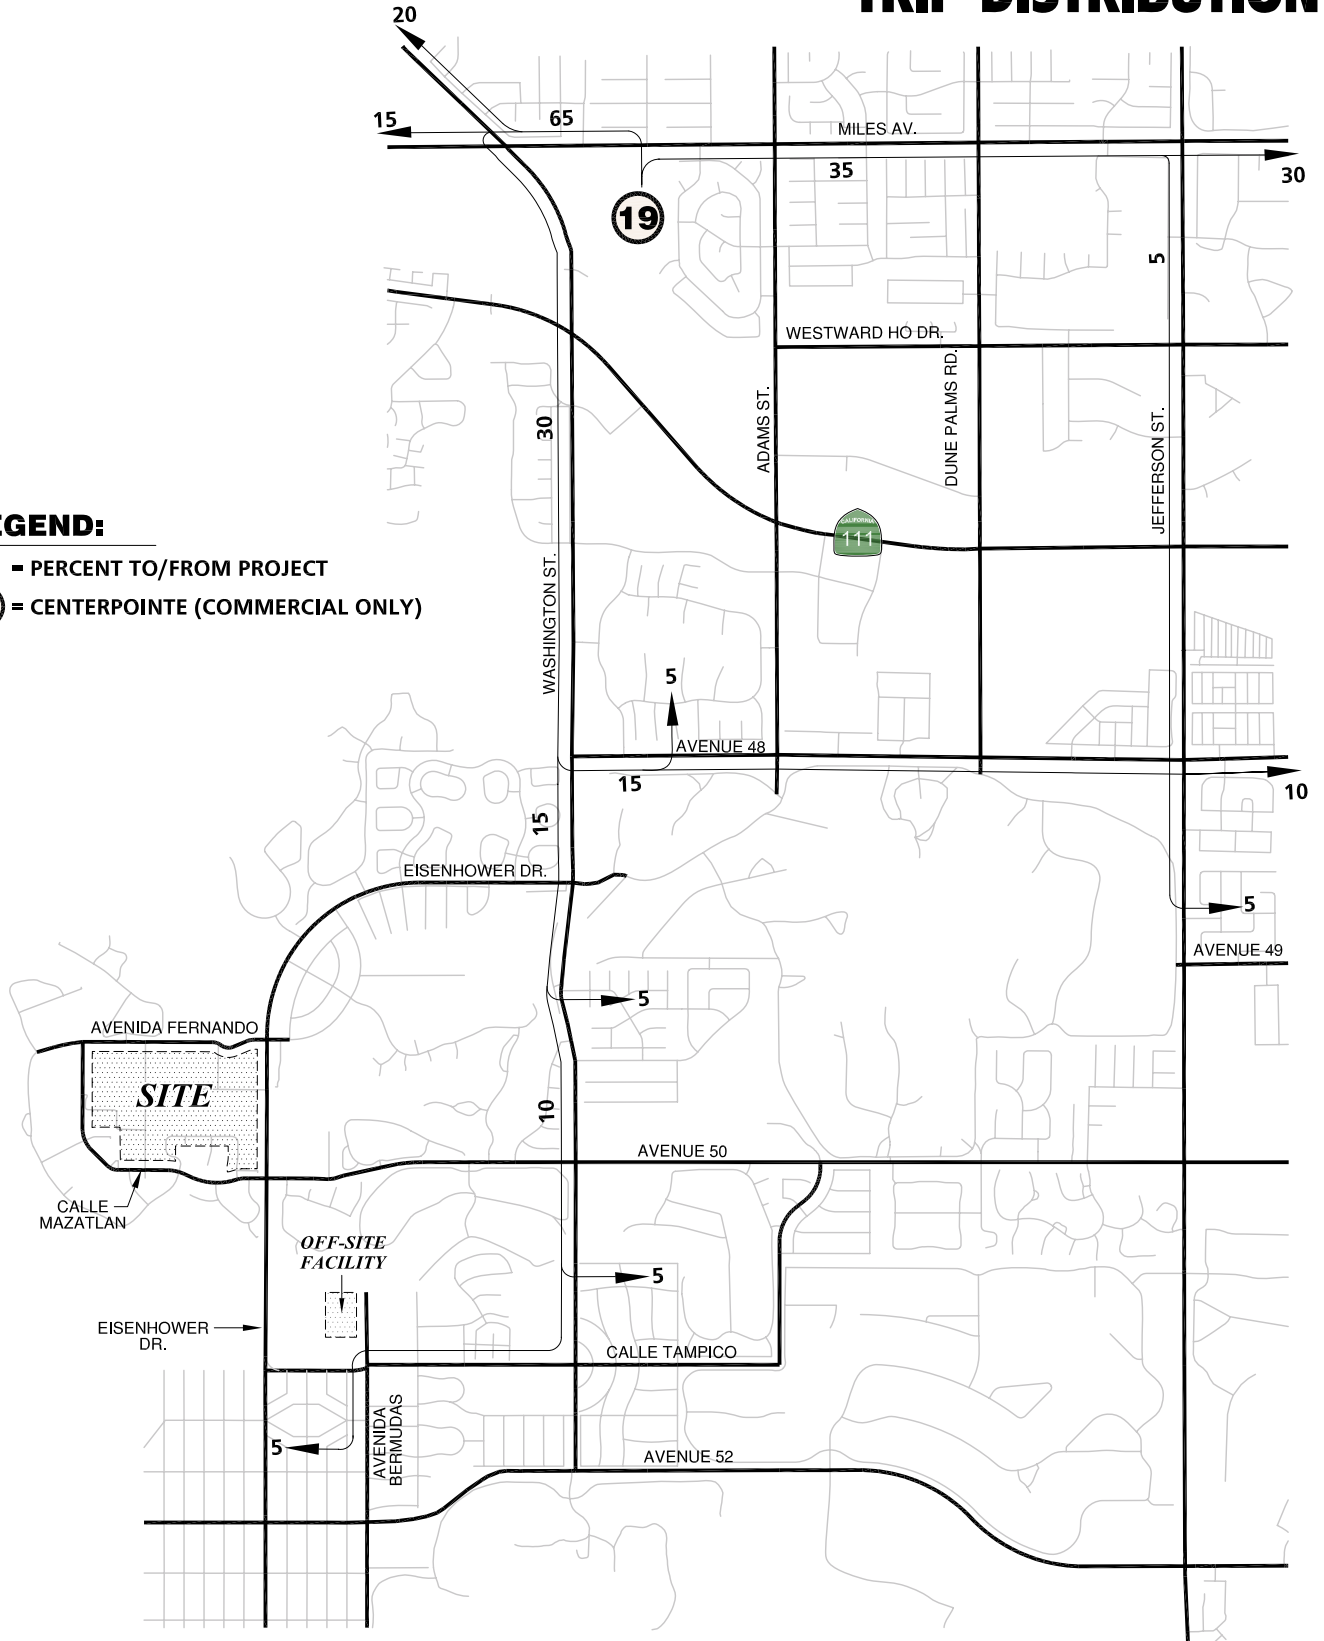 TRIP DISTRIBUTION
20
15
65
MILES AV.
35
30
19
5
WESTWARD HO DR.
30
ADAMS ST.
DUNE PALMS RD.
JEFFERSON ST.
CALIFORNIA
111
EGEND:
= PERCENT TO/FROM PROJECT
= CENTERPOINTE (COMMERCIAL ONLY)
WASHINGTON ST.
5
AVENUE 48
15
10
15
EISENHOWER DR.
5
AVENUE 49
5
AVENIDA FERNANDO
SITE
10
AVENUE 50
CALLE
MAZATLAN
OFF-SITE
FACILITY
5
EISENHOWER
DR.
CALLE TAMPICO
AVENIDA
BERMUDAS
5
AVENUE 52